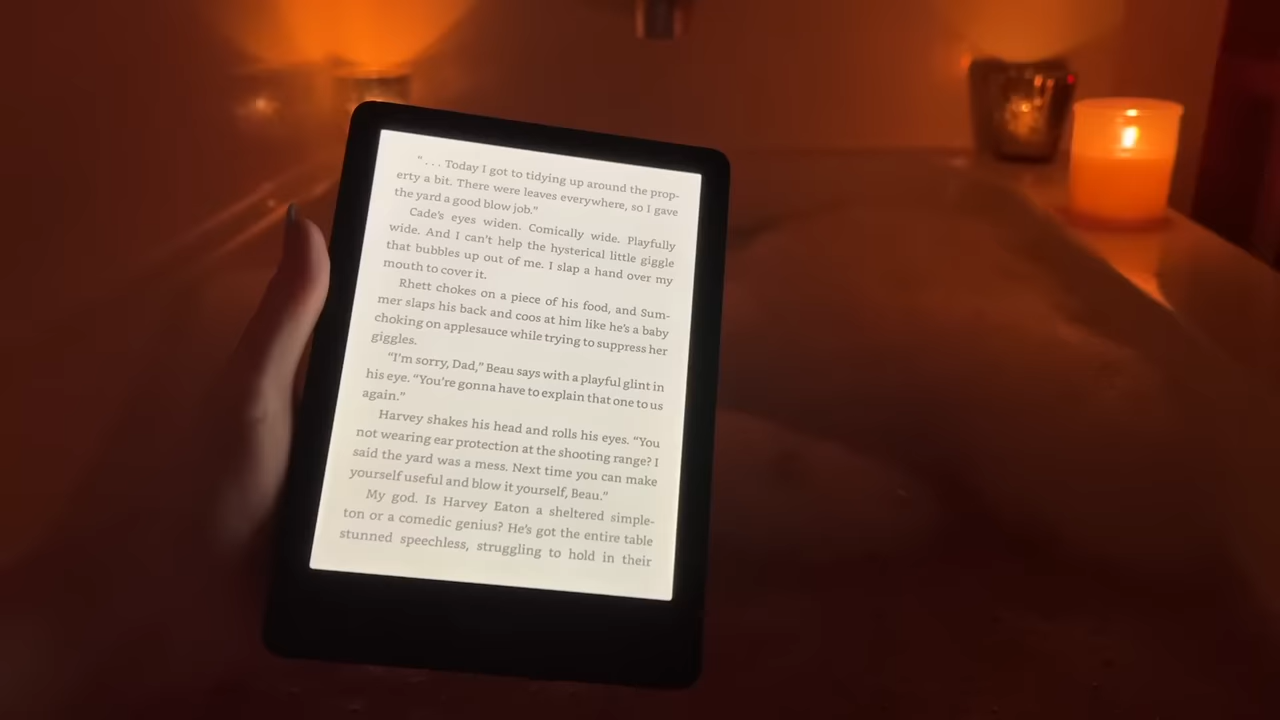 “ . . . Today I got to tidying up around the prop-
erty a bit. There were leaves everywhere, so I gave
the yard a good blow job.”
Cade’s eyes widen. Comically wide. Playfully
wide. And I can’t help the hysterical little giggle
that bubbles up out of me. I slap a hand over my
mouth to cover it.
Rhett chokes on a piece of his food, and Sum-
mer slaps his back and coos at him like he’s a baby
choking on applesauce while trying to suppress her
giggles.
“I’m sorry, Dad,” Beau says with a playful glint in
his eye. “You’re gonna have to explain that one to us
again.”
Harvey shakes his head and rolls his eyes. “You
not wearing ear protection at the shooting range? I
said the yard was a mess. Next time you can make
yourself useful and blow it yourself, Beau.”
My god. Is Harvey Eaton a sheltered simple-
ton or a comedic genius? He’s got the entire table
stunned speechless, struggling to hold in their